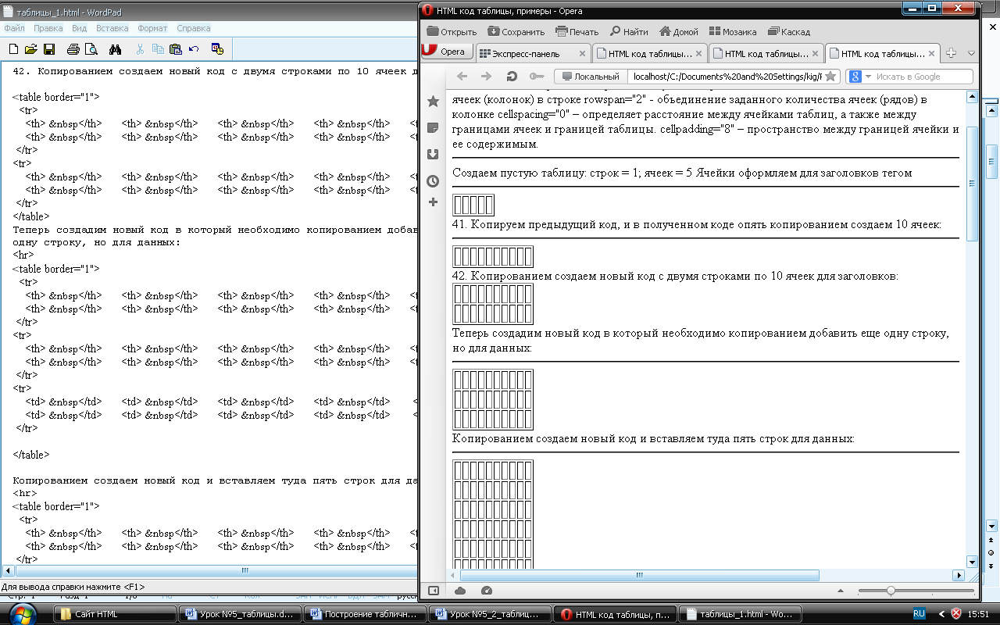 таблицы_1.html - WordPad
Файл Правка Вид Вставка Формат Справка
42. Копированием создаем новый код с двумя строками по 10 ячеек д
<table border="1">
<tr>
<th> &nbsp</th> <th> &nbsp</th> <th> &nbsp</th> <th> &nbsp</th> <t
<th> &nbsp</th> <th> &nbsp</th> <th> &nbsp</th> <th> &nbsp</th> <t
</tr>
<tr>
<th> &nbsp</th> <th> &nbsp</th> <th> &nbsp</th> <th> &nbsp</th> <t
<th> &nbsp</th> <th> &nbsp</th> <th> &nbsp</th> <th> &nbsp</th> <t
</tr>
</table>
Теперь создадим новый код в который необходимо копированием добав
одну строку, но для данных:
<hr>
<table border="1">
<tr>
<th> &nbsp</th> <th> &nbsp</th> <th> &nbsp</th> <th> &nbsp</th> <t
<th> &nbsp</th> <th> &nbsp</th> <th> &nbsp</th> <th> &nbsp</th> <t
</tr>
<tr>
<th> &nbsp</th> <th> &nbsp</th> <th> &nbsp</th> <th> &nbsp</th> <t
<th> &nbsp</th> <th> &nbsp</th> <th> &nbsp</th> <th> &nbsp</th> <t
</tr>
<tr>
<td> &nbsp</td> <td> &nbsp</td> <td> &nbsp</td> <td> &nbsp</td> <t
<td> &nbsp</td> <td> &nbsp</td> <td> &nbsp</td> <td> &nbsp</td> <t
</tr>
</table>
Копированием создаем новый код и вставляем туда пять строк для да
<hr>
<table border="1">
<tr>
<th> &nbsp</th> <th> &nbsp</th> <th> &nbsp</th> <th> &nbsp</th> <t
<th> &nbsp</th> <th> &nbsp</th> <th> &nbsp</th> <th> &nbsp</th> <t
</tr>
Для вывода справки нажмите <F1>
HTML код таблицы, примеры - Opera
Открыть Сохранить Печать Найти Домой Мозаика Каскад
Opera Экспресс-панель HTML код таблицы... HTML код таблицы... HTML код таблицы...
Локальный localhost/C:/Documents%20and%20Settings/kig/ Искать в Google
ячеек (колонок) в строке rowspan="2" - объединение заданного количества ячеек (рядов) в
колонке cellspacing="0" – определяет расстояние между ячейками таблиц, а также между
границами ячеек и границей таблицы. cellpadding="8" – пространство между границей ячейки и
ее содержимым.
Создаем пустую таблицу: строк = 1; ячеек = 5 Ячейки оформляем для заголовков тегом
41. Копируем предыдущий код, и в полученном коде опять копированием создаем 10 ячеек:
42. Копированием создаем новый код с двумя строками по 10 ячеек для заголовков:
Теперь создадим новый код в который необходимо копированием добавить еще одну строку,
но для данных:
Копированием создаем новый код и вставляем туда пять строк для данных:
Сайт HTML Урок №5_таблицы.d... Построение табличн... Урок №5_2_таблиц... HTML код таблицы, п... таблицы_1.html - Wo... RU 15:51